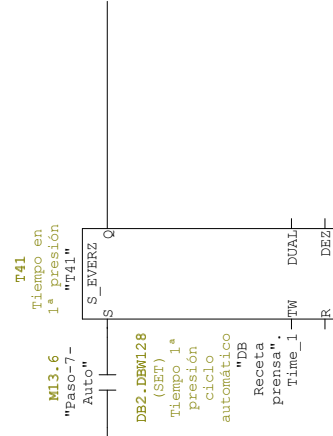 T41
Tiempo en
1ª presión
"T41"
S_EVERZ
M13.6
"Paso-7-
Auto"
S
Q
DB2.DBW128
(SET)
Tiempo 1ª
presión
ciclo
automático
"DB
Receta
prensa".
Time_1
TW
DUAL
R
DEZ